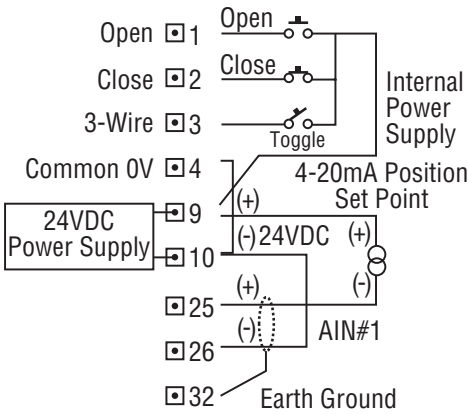 Open 1 Open
Close 2 Close
3-Wire 3 Toggle
Internal
Power
Supply
Common 0V 4
4-20mA Position
Set Point
24VDC
Power Supply
9 (+)
10 (-) 24VDC
(+)
(-)
25 (+)
26 (-)
AIN#1
32 Earth Ground